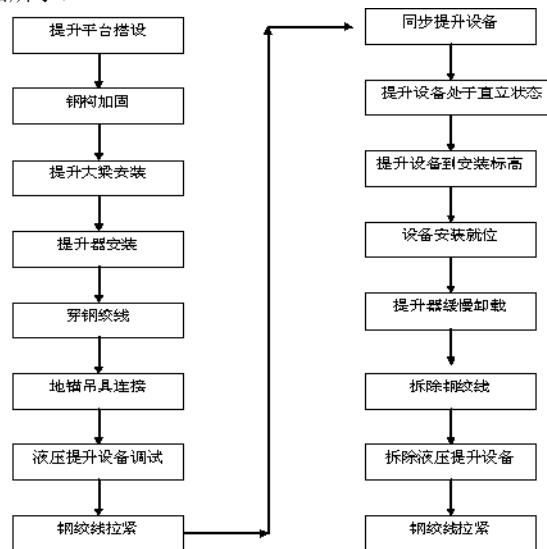 提升平台搭设
钢构加固
提升大梁安装
提升器安装
穿钢绞线
地锚吊具连接
液压提升设备调试
钢绞线拉紧
同步提升设备
提升设备处于直立状态
提升设备到安装标高
设备安装就位
提升器缓慢卸载
拆除钢绞线
拆除液压提升设备
钢绞线拉紧